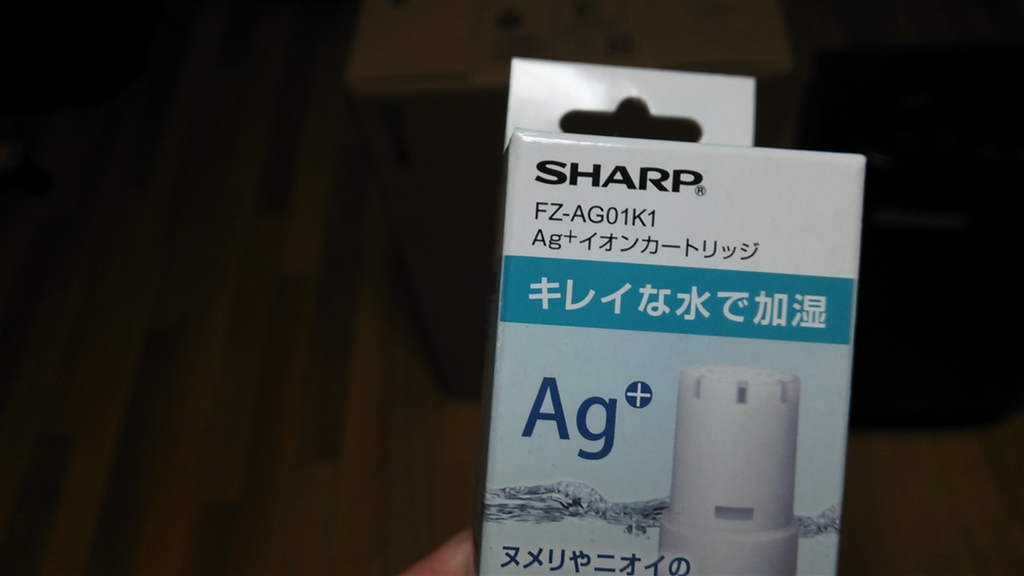 SHARP®
FZ-AG01K1
Ag⁺イオンカートリッジ
キレイな水で加湿
Ag⁺
ヌメリやニオイの